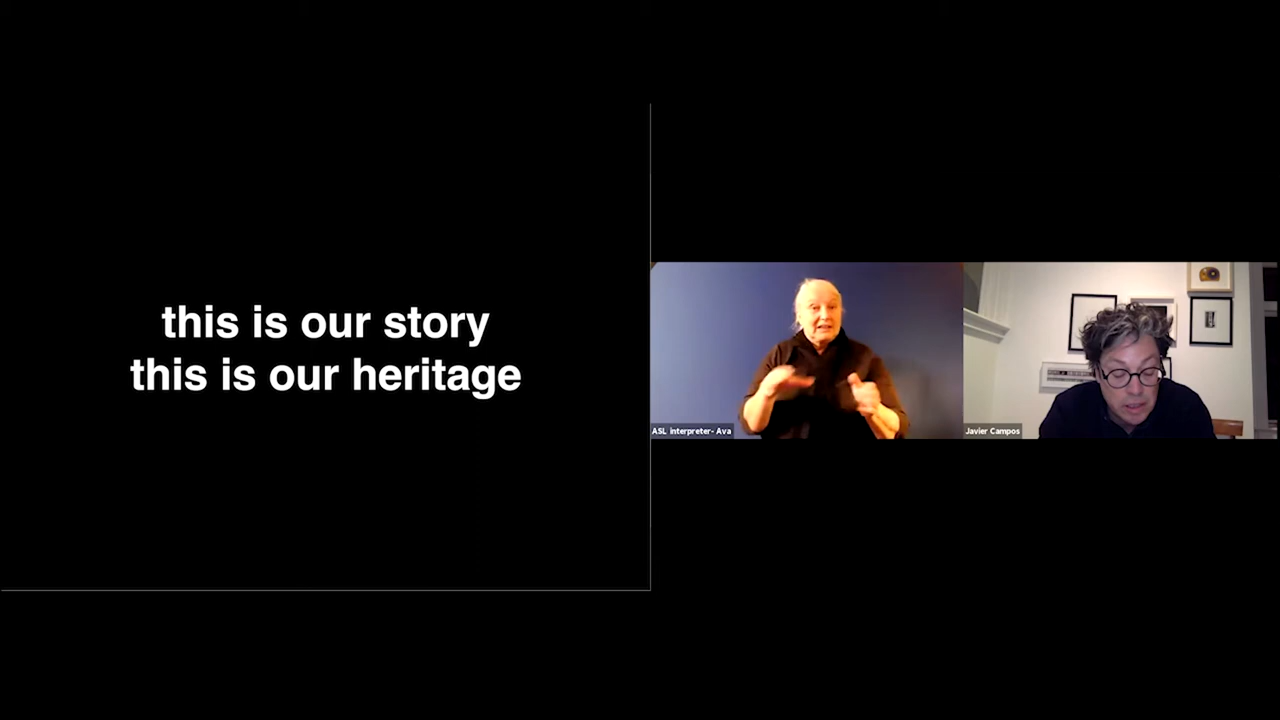 this is our story
this is our heritage
ASL interpreter- Ava
Javier Campos